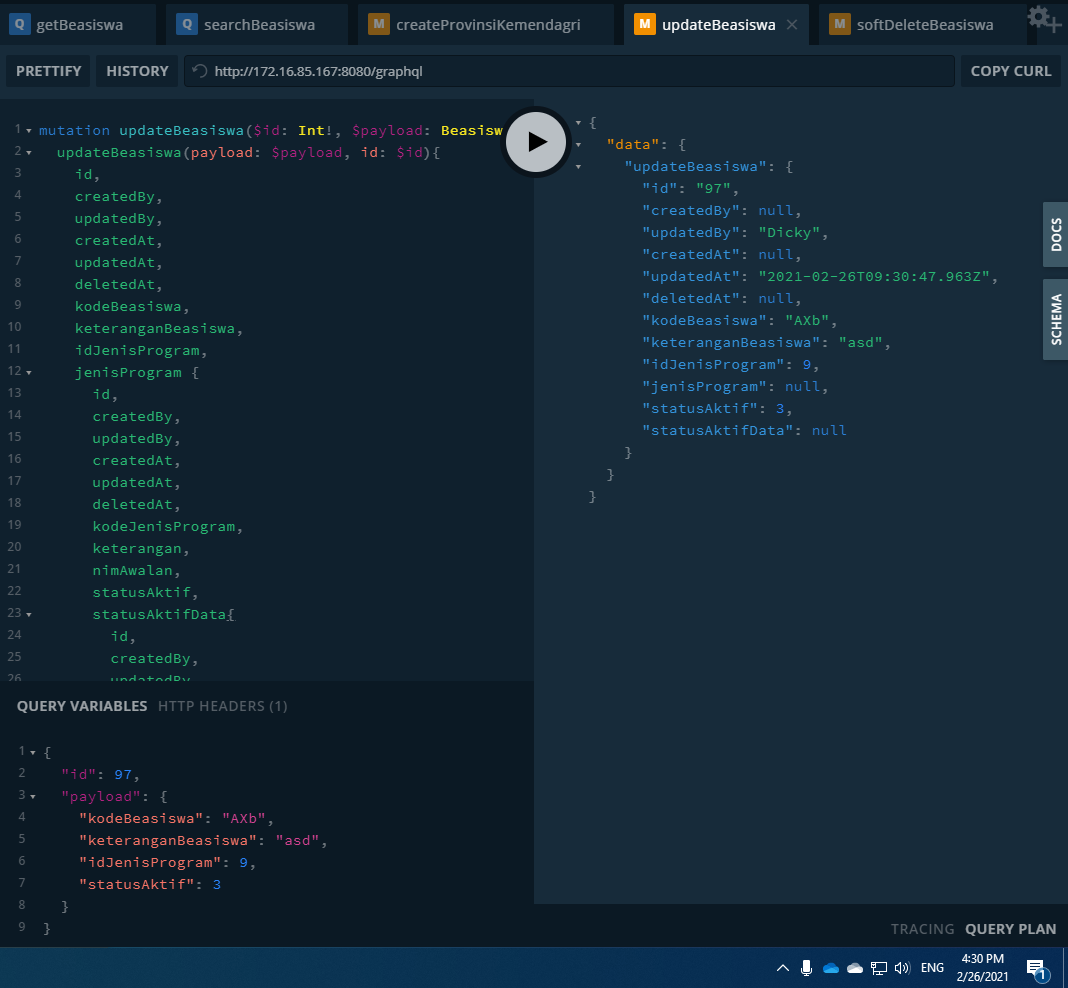 Q getBeasiswa
Q searchBeasiswa
M createProvinsiKemendagri
M updateBeasiswa
M softDeleteBeasiswa
PRETTIFY
HISTORY
http://172.16.85.167:8080/graphql
COPY CURL
1 mutation updateBeasiswa($id: Int!, $payload: Beasisw
2 updateBeasiswa(payload: $payload, id: $id){
3 id,
4 createdBy,
5 updatedBy,
6 createdAt,
7 updatedAt,
8 deletedAt,
9 kodeBeasiswa,
10 keteranganBeasiswa,
11 idJenisProgram,
12 jenisProgram {
13 id,
14 createdBy,
15 updatedBy,
16 createdAt,
17 updatedAt,
18 deletedAt,
19 kodeJenisProgram,
20 keterangan,
21 nimAwalan,
22 statusAktif,
23 statusAktifData{
24 id,
25 createdBy,
26 updatedBy
{
"data": {
"updateBeasiswa": {
"id": "97",
"createdBy": null,
"updatedBy": "Dicky",
"createdAt": null,
"updatedAt": "2021-02-26T09:30:47.963Z",
"deletedAt": null,
"kodeBeasiswa": "AXb",
"keteranganBeasiswa": "asd",
"idJenisProgram": 9,
"jenisProgram": null,
"statusAktif": 3,
"statusAktifData": null
}
}
}
DOCS
SCHEMA
QUERY VARIABLES HTTP HEADERS (1)
1 {
2 "id": 97,
3 "payload": {
4 "kodeBeasiswa": "AXb",
5 "keteranganBeasiswa": "asd",
6 "idJenisProgram": 9,
7 "statusAktif": 3
8 }
9 }
TRACING QUERY PLAN
ENG
4:30 PM
2/26/2021
1